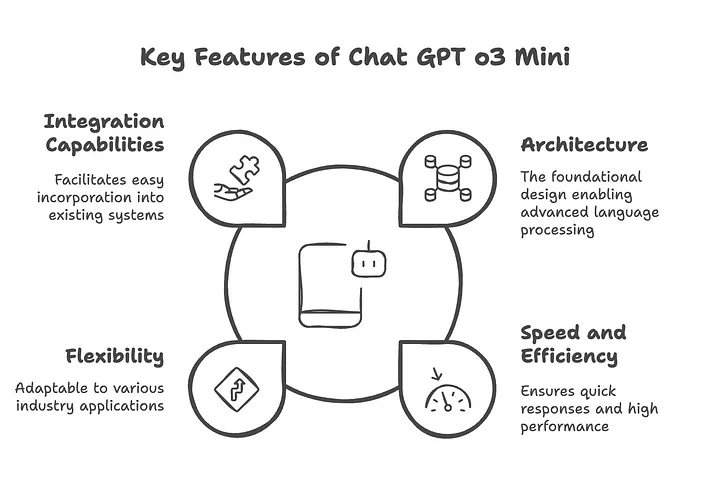 Key Features of Chat GPT o3 Mini
Integration
Capabilities
Facilitates easy
incorporation into
existing systems
Architecture
The foundational
design enabling
advanced language
processing
Flexibility
Adaptable to various
industry applications
Speed and
Efficiency
Ensures quick
responses and high
performance